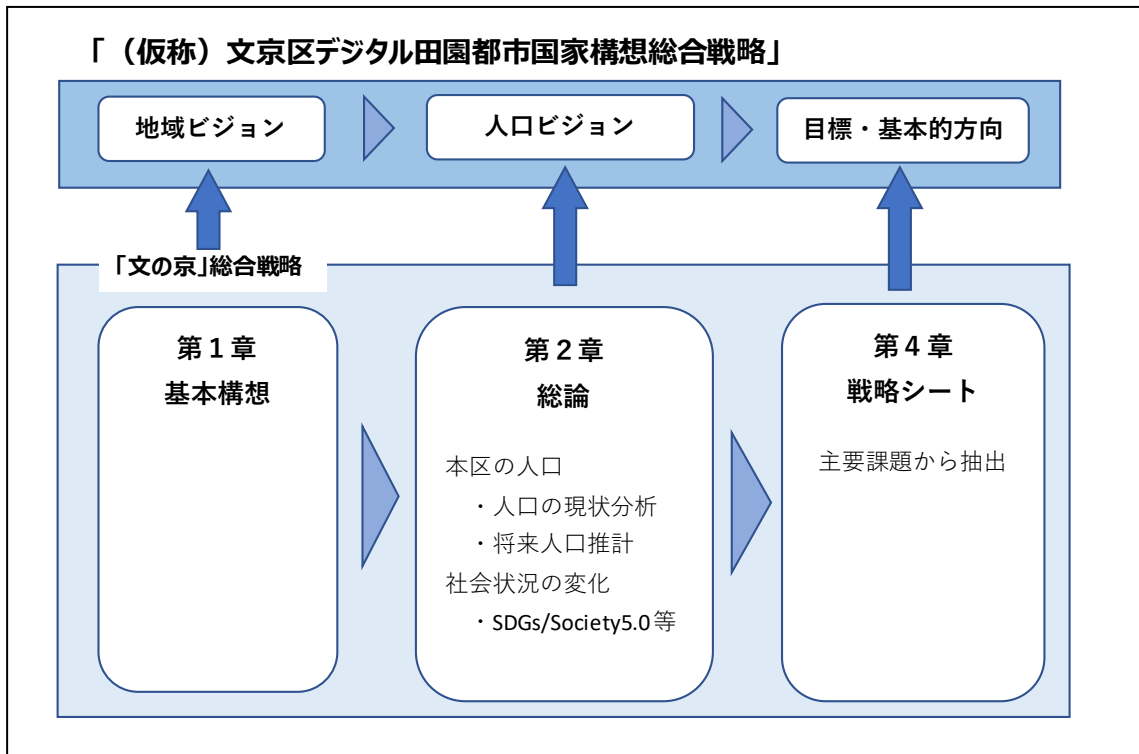 「（仮称）文京区デジタル田園都市国家構想総合戦略」
地域ビジョン
人口ビジョン
目標・基本的方向
「文の京」総合戦略
第１章
基本構想
第２章
総論
本区の人口
・人口の現状分析
・将来人口推計
社会状況の変化
・SDGs/Society5.0等
第４章
戦略シート
主要課題から抽出